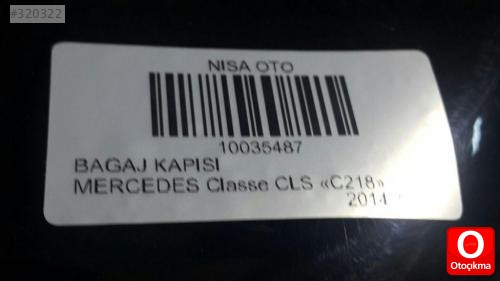 #320322
NISA OTO
10035487
BAGAJ KAPISI
MERCEDES Classe CLS «C218»
2014
O
Otoçıkma